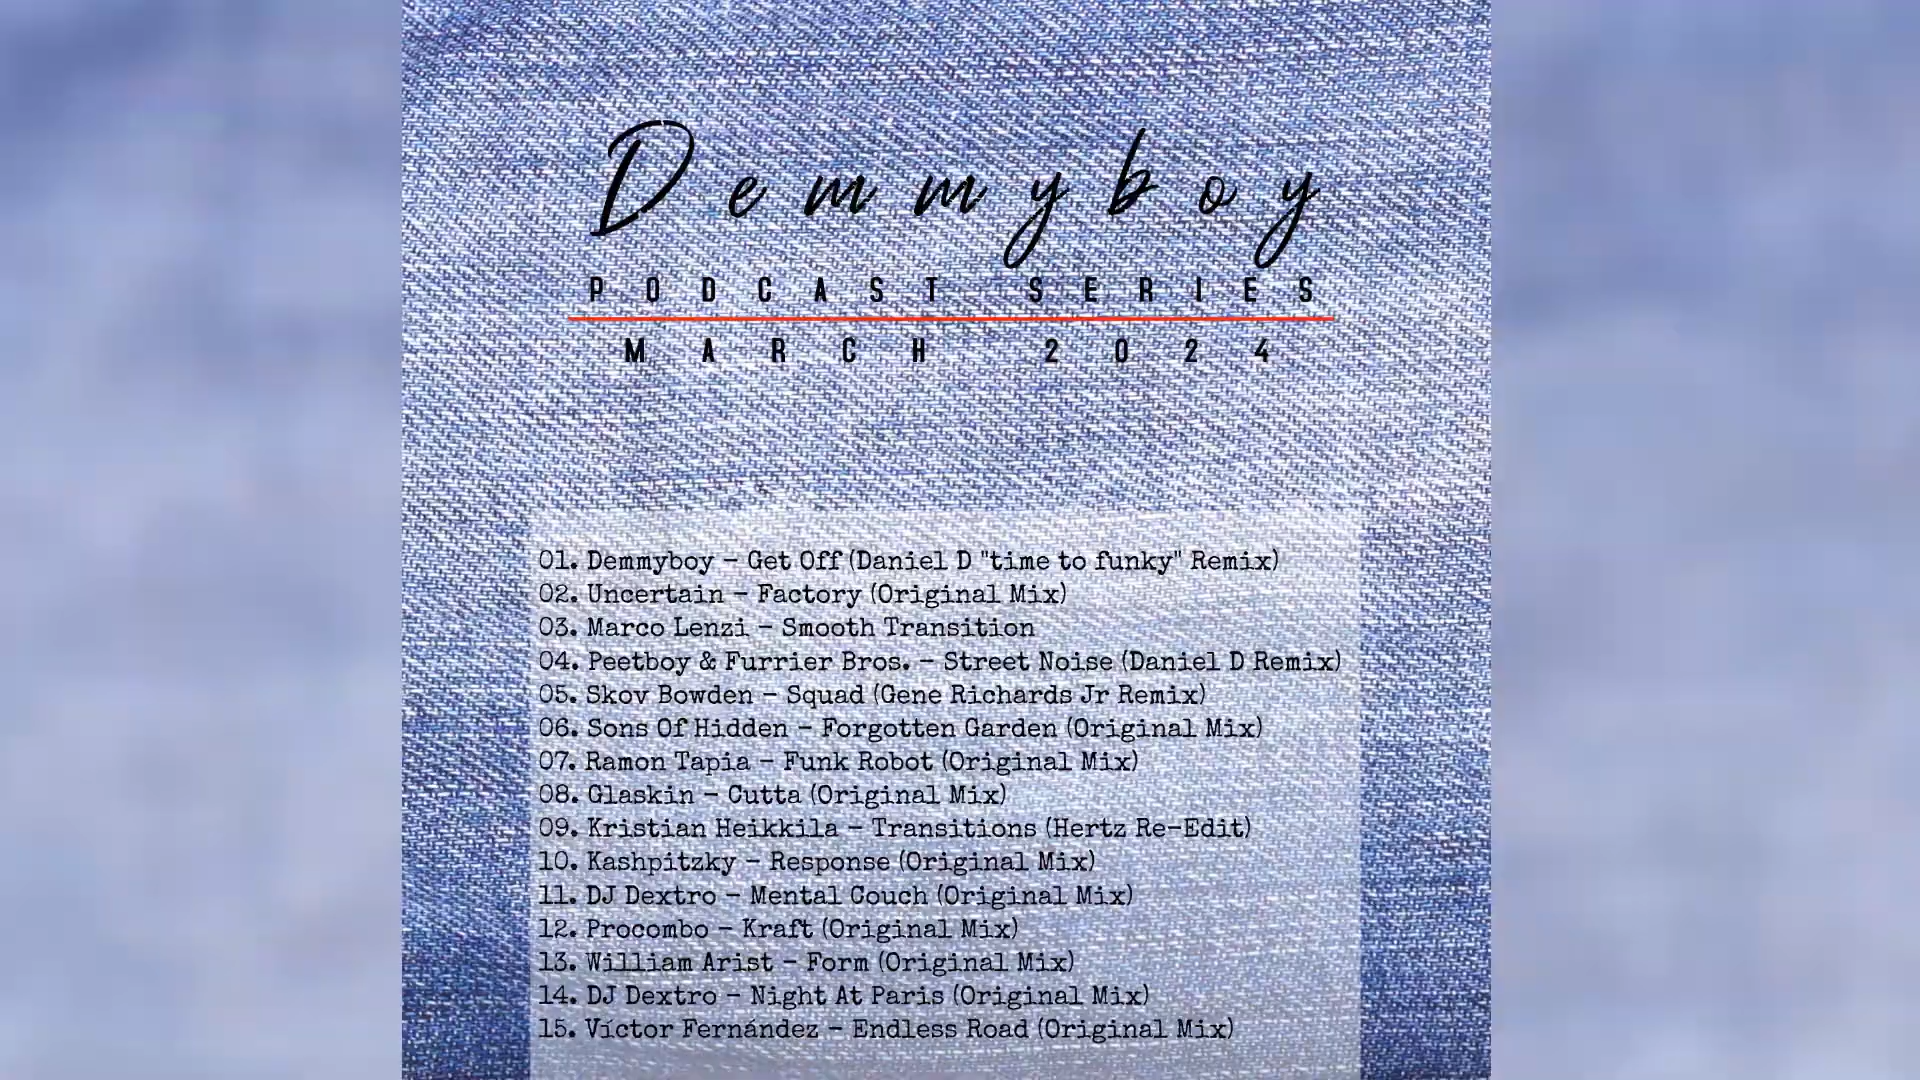 Demmyboy
PODCAST SERIES
MARCH 2024
01. Demmyboy - Get Off (Daniel D "time to funky" Remix)
02. Uncertain - Factory (Original Mix)
03. Marco Lenzi - Smooth Transition
04. Peetboy & Furrier Bros. - Street Noise (Daniel D Remix)
05. Skov Bowden - Squad (Gene Richards Jr Remix)
06. Sons Of Hidden - Forgotten Garden (Original Mix)
07. Ramon Tapia - Funk Robot (Original Mix)
08. Glaskin - Cutta (Original Mix)
09. Kristian Heikkila - Transitions (Hertz Re-Edit)
10. Kashpitzky - Response (Original Mix)
11. DJ Dextro - Mental Couch (Original Mix)
12. Procombo - Kraft (Original Mix)
13. William Arist - Form (Original Mix)
14. DJ Dextro - Night At Paris (Original Mix)
15. Víctor Fernández - Endless Road (Original Mix)